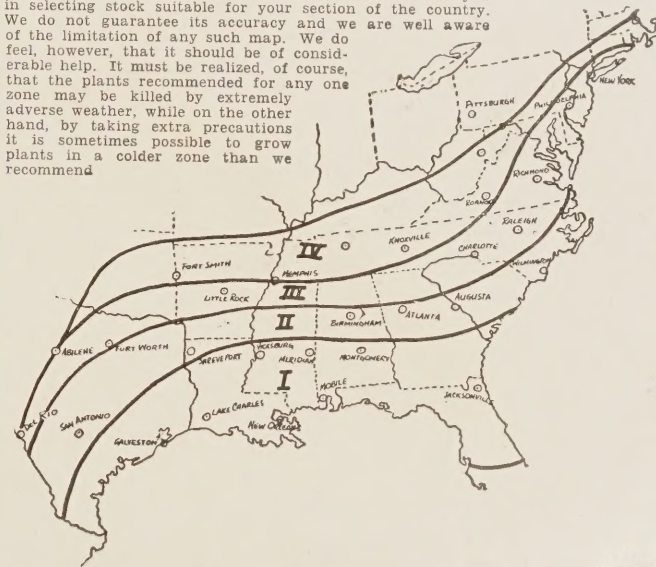 in selecting stock suitable for your section of the country.
We do not guarantee its accuracy and we are well aware
of the limitation of any such map. We do
feel, however, that it should be of consid-
erable help. It must be realized, of course,
that the plants recommended for any one
zone may be killed by extremely
adverse weather, while on the other
hand, by taking extra precautions
it is sometimes possible to grow
plants in a colder zone than we
recommend
NEW YORK
PITTSBURGH
PHILADELPHIA
RICHMOND
ROANOKE
RALEIGH
IV
KNOXVILLE
CHARLOTTE
WILMINGTON
FORT SMITH
MEMPHIS
III
LITTLE ROCK
II
BIRMINGHAM
ATLANTA
AUGUSTA
ABILENE
FORT WORTH
SHREVEPORT
VICKSBURG
MERIDIAN
MONTGOMERY
I
DEL RIO
SAN ANTONIO
GALVESTON
LAKE CHARLES
NEW ORLEANS
MOBILE
JACKSONVILLE